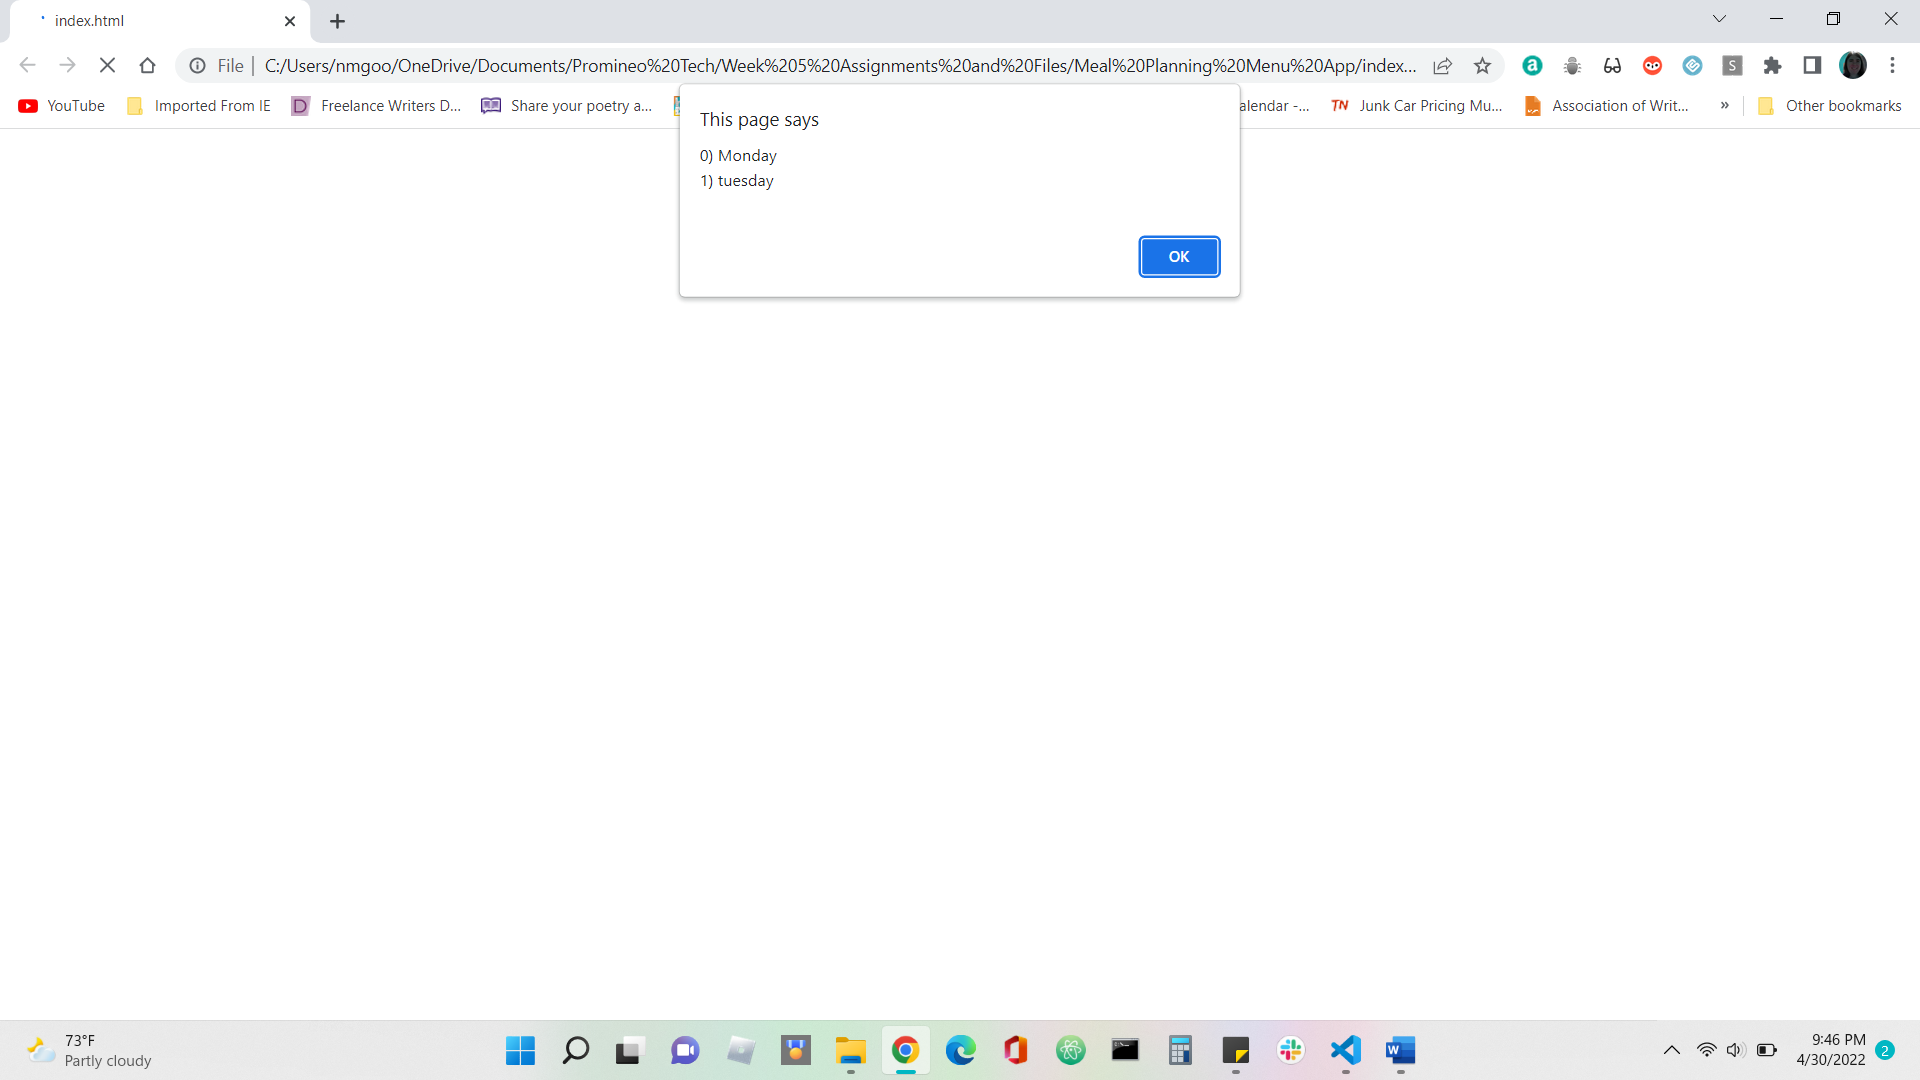 index.html
File
C:/Users/nmgoo/OneDrive/Documents/Promineo%20Tech/Week%205%20Assignments%20and%20Files/Meal%20Planning%20Menu%20App/index...
YouTube
Imported From IE
Freelance Writers D...
Share your poetry a...
alendar -...
TN
Junk Car Pricing Mu...
Association of Writ...
»
Other bookmarks
This page says
0) Monday
1) tuesday
OK
73°F
Partly cloudy
9:46 PM
4/30/2022
2